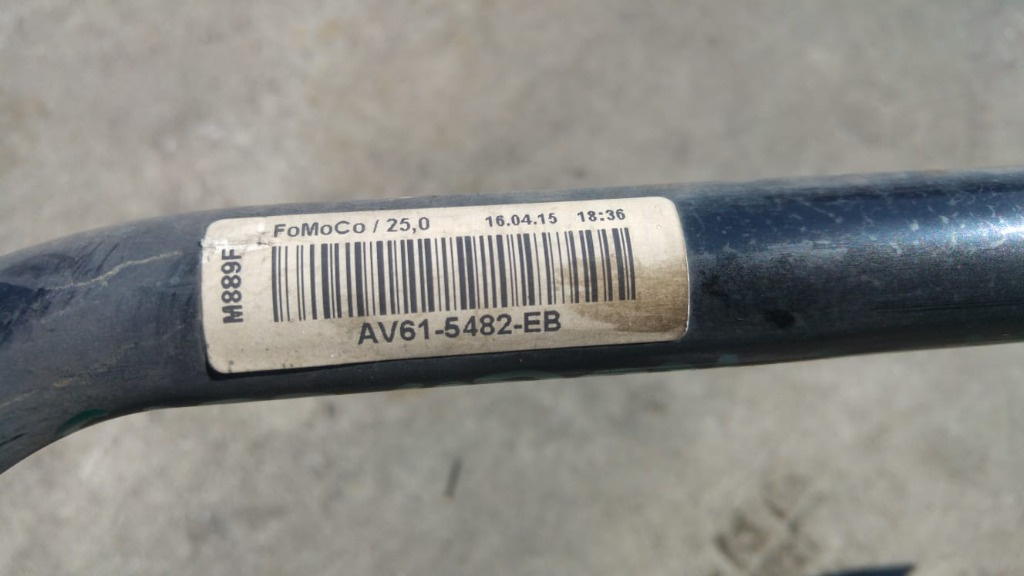 FoMoCo / 25,0 16.04.15 18:36
M889F
AV61-5482-EB